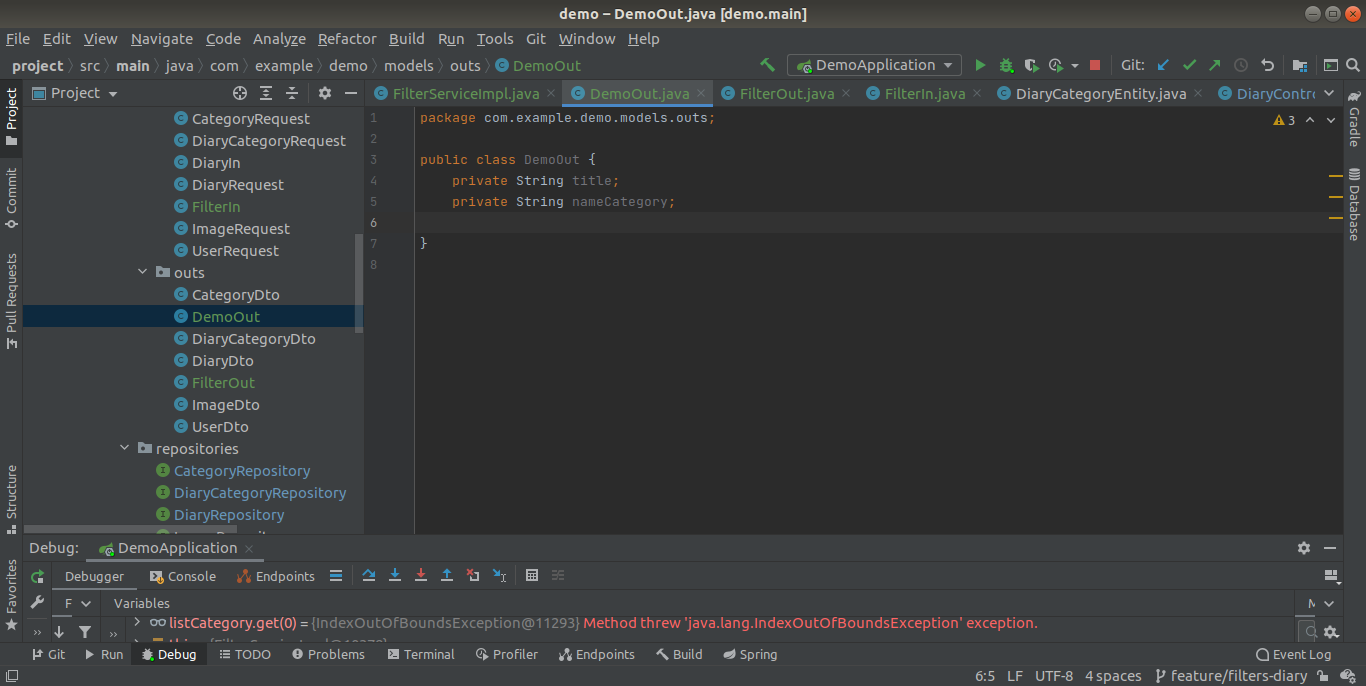 demo – DemoOut.java [demo.main]
File Edit View Navigate Code Analyze Refactor Build Run Tools Git Window Help
project src main java com example demo models outs DemoOut DemoApplication Git:
Project FilterServiceImpl.java DemoOut.java FilterOut.java FilterIn.java DiaryCategoryEntity.java DiaryContro
Project
Commit
Pull Requests
Structure
Favorites
CategoryRequest
DiaryCategoryRequest
DiaryIn
DiaryRequest
FilterIn
ImageRequest
UserRequest
outs
CategoryDto
DemoOut
DiaryCategoryDto
DiaryDto
FilterOut
ImageDto
UserDto
repositories
CategoryRepository
DiaryCategoryRepository
DiaryRepository
1 package com.example.demo.models.outs;
2
3 public class DemoOut {
4 private String title;
5 private String nameCategory;
6
7 }
8
3
Gradle
Database
Debug: DemoApplication
Debugger Console Endpoints
F Variables
listCategory.get(0) = {IndexOutOfBoundsException@11293} Method threw 'java.lang.IndexOutOfBoundsException' exception.
Git Run Debug TODO Problems Terminal Profiler Endpoints Build Spring Event Log
6:5 LF UTF-8 4 spaces feature/filters-diary